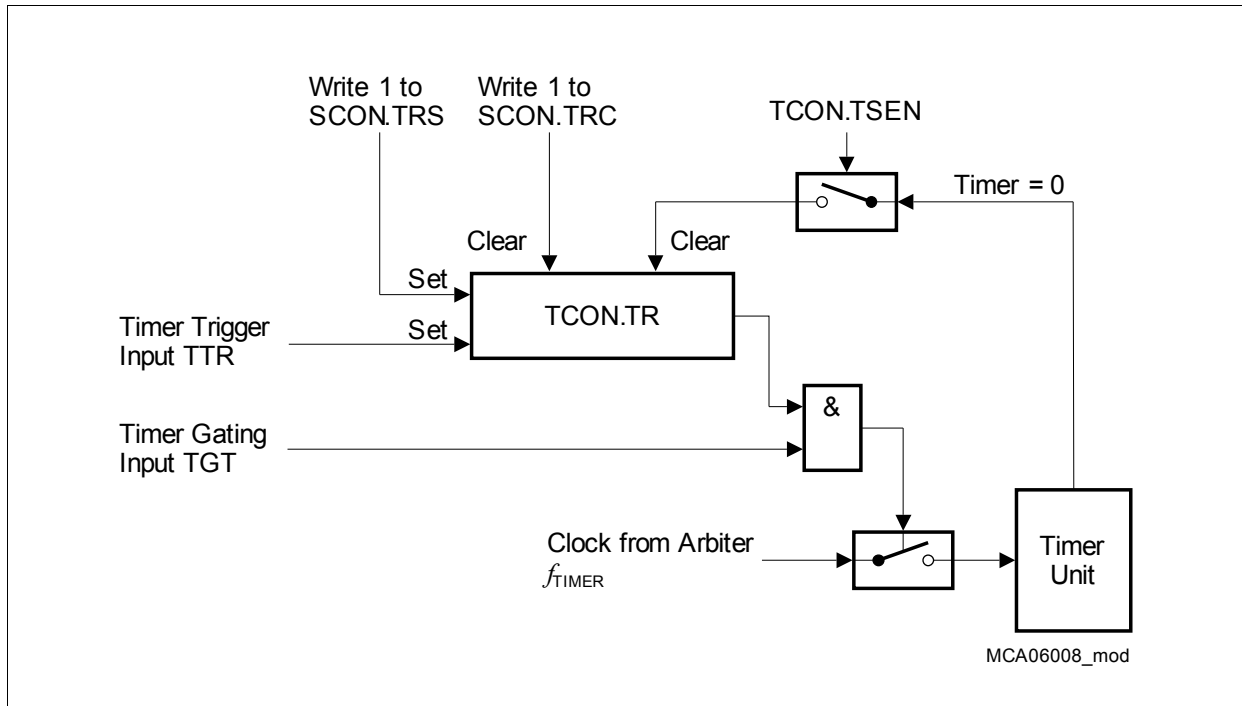 Write 1 to
SCON.TRS
Write 1 to
SCON.TRC
TCON.TSEN
Timer = 0
Clear
Clear
Set
TCON.TR
Timer Trigger
Input TTR
Set
&
Timer Gating
Input TGT
Clock from Arbiter
fTIMER
Timer
Unit
MCA06008_mod